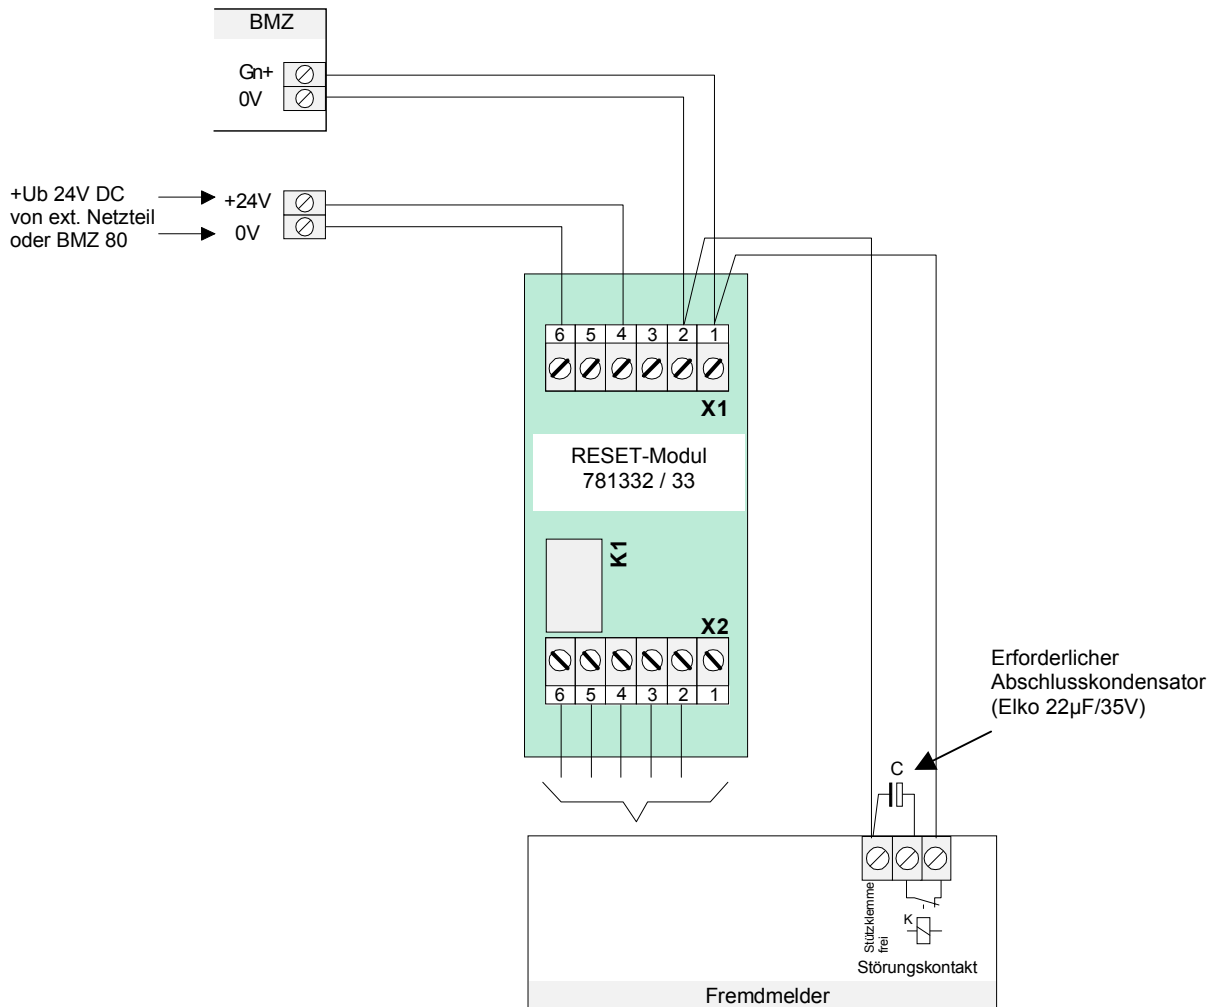 BMZ
Gn+
0V
+Ub 24V DC
von ext. Netzteil
oder BMZ 80
+24V
0V
6 5 4 3 2 1
X1
RESET-Modul
781332 / 33
K1
X2
6 5 4 3 2 1
Erforderlicher
Abschlusskondensator
(Elko 22µF/35V)
C
Stützklemme
frei
K
Störungskontakt
Fremdmelder